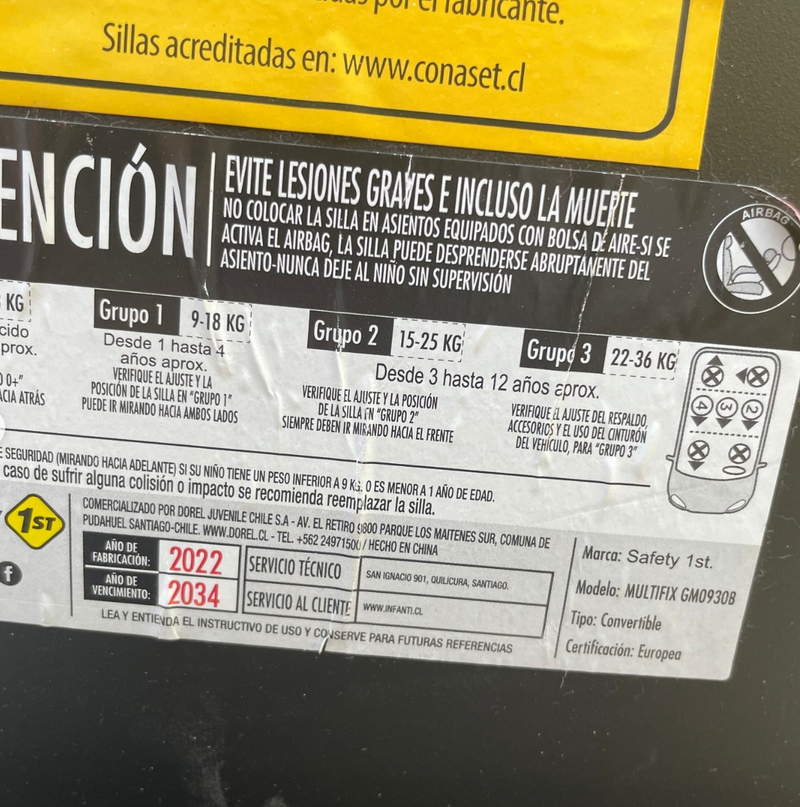 por el fabricante.
Sillas acreditadas en: www.conaset.cl
ENCIÓN
EVITE LESIONES GRAVES E INCLUSO LA MUERTE
NO COLOCAR LA SILLA EN ASIENTOS EQUIPADOS CON BOLSA DE AIRE-SI SE
ACTIVA EL AIRBAG, LA SILLA PUEDE DESPRENDERSE ABRUPTAMENTE DEL
ASIENTO-NUNCA DEJE AL NIÑO SIN SUPERVISIÓN
AIRBAG
KG
cido
prox.
0+"
ACIA ATRÁS
Grupo 1 9-18 KG
Desde 1 hasta 4
años aprox.
VERIFIQUE EL AJUSTE Y LA
POSICIÓN DE LA SILLA EN "GRUPO 1"
PUEDE IR MIRANDO HACIA AMBOS LADOS
Grupo 2 15-25 KG
Grupo 3 22-36 KG
Desde 3 hasta 12 años aprox.
VERIFIQUE EL AJUSTE Y LA POSICIÓN
DE LA SILLA EN "GRUPO 2"
SIEMPRE DEBEN IR MIRANDO HACIA EL FRENTE
VERIFIQUE EL AJUSTE DEL RESPALDO,
ACCESORIOS Y EL USO DEL CINTURÓN
DEL VEHÍCULO, PARA "GRUPO 3"
4 3 2
E SEGURIDAD (MIRANDO HACIA ADELANTE) SI SU NIÑO TIENE UN PESO INFERIOR A 9 KG. O ES MENOR A 1 AÑO DE EDAD.
caso de sufrir alguna colisión o impacto se recomienda reemplazar la silla.
1ST
f
COMERCIALIZADO POR DOREL JUVENILE CHILE S.A - AV. EL RETIRO 9800 PARQUE LOS MAITENES SUR, COMUNA DE
PUDAHUEL SANTIAGO-CHILE. WWW.DOREL.CL - TEL. +562 24971500/ HECHO EN CHINA
AÑO DE
FABRICACIÓN: 2022
AÑO DE
VENCIMIENTO: 2034
SERVICIO TÉCNICO SAN IGNACIO 901, QUILICURA, SANTIAGO.
SERVICIO AL CLIENTE WWW.INFANTI.CL
LEA Y ENTIENDA EL INSTRUCTIVO DE USO Y CONSERVE PARA FUTURAS REFERENCIAS
Marca: Safety 1st.
Modelo: MULTIFIX GM0930B
Tipo: Convertible
Certificación: Europea